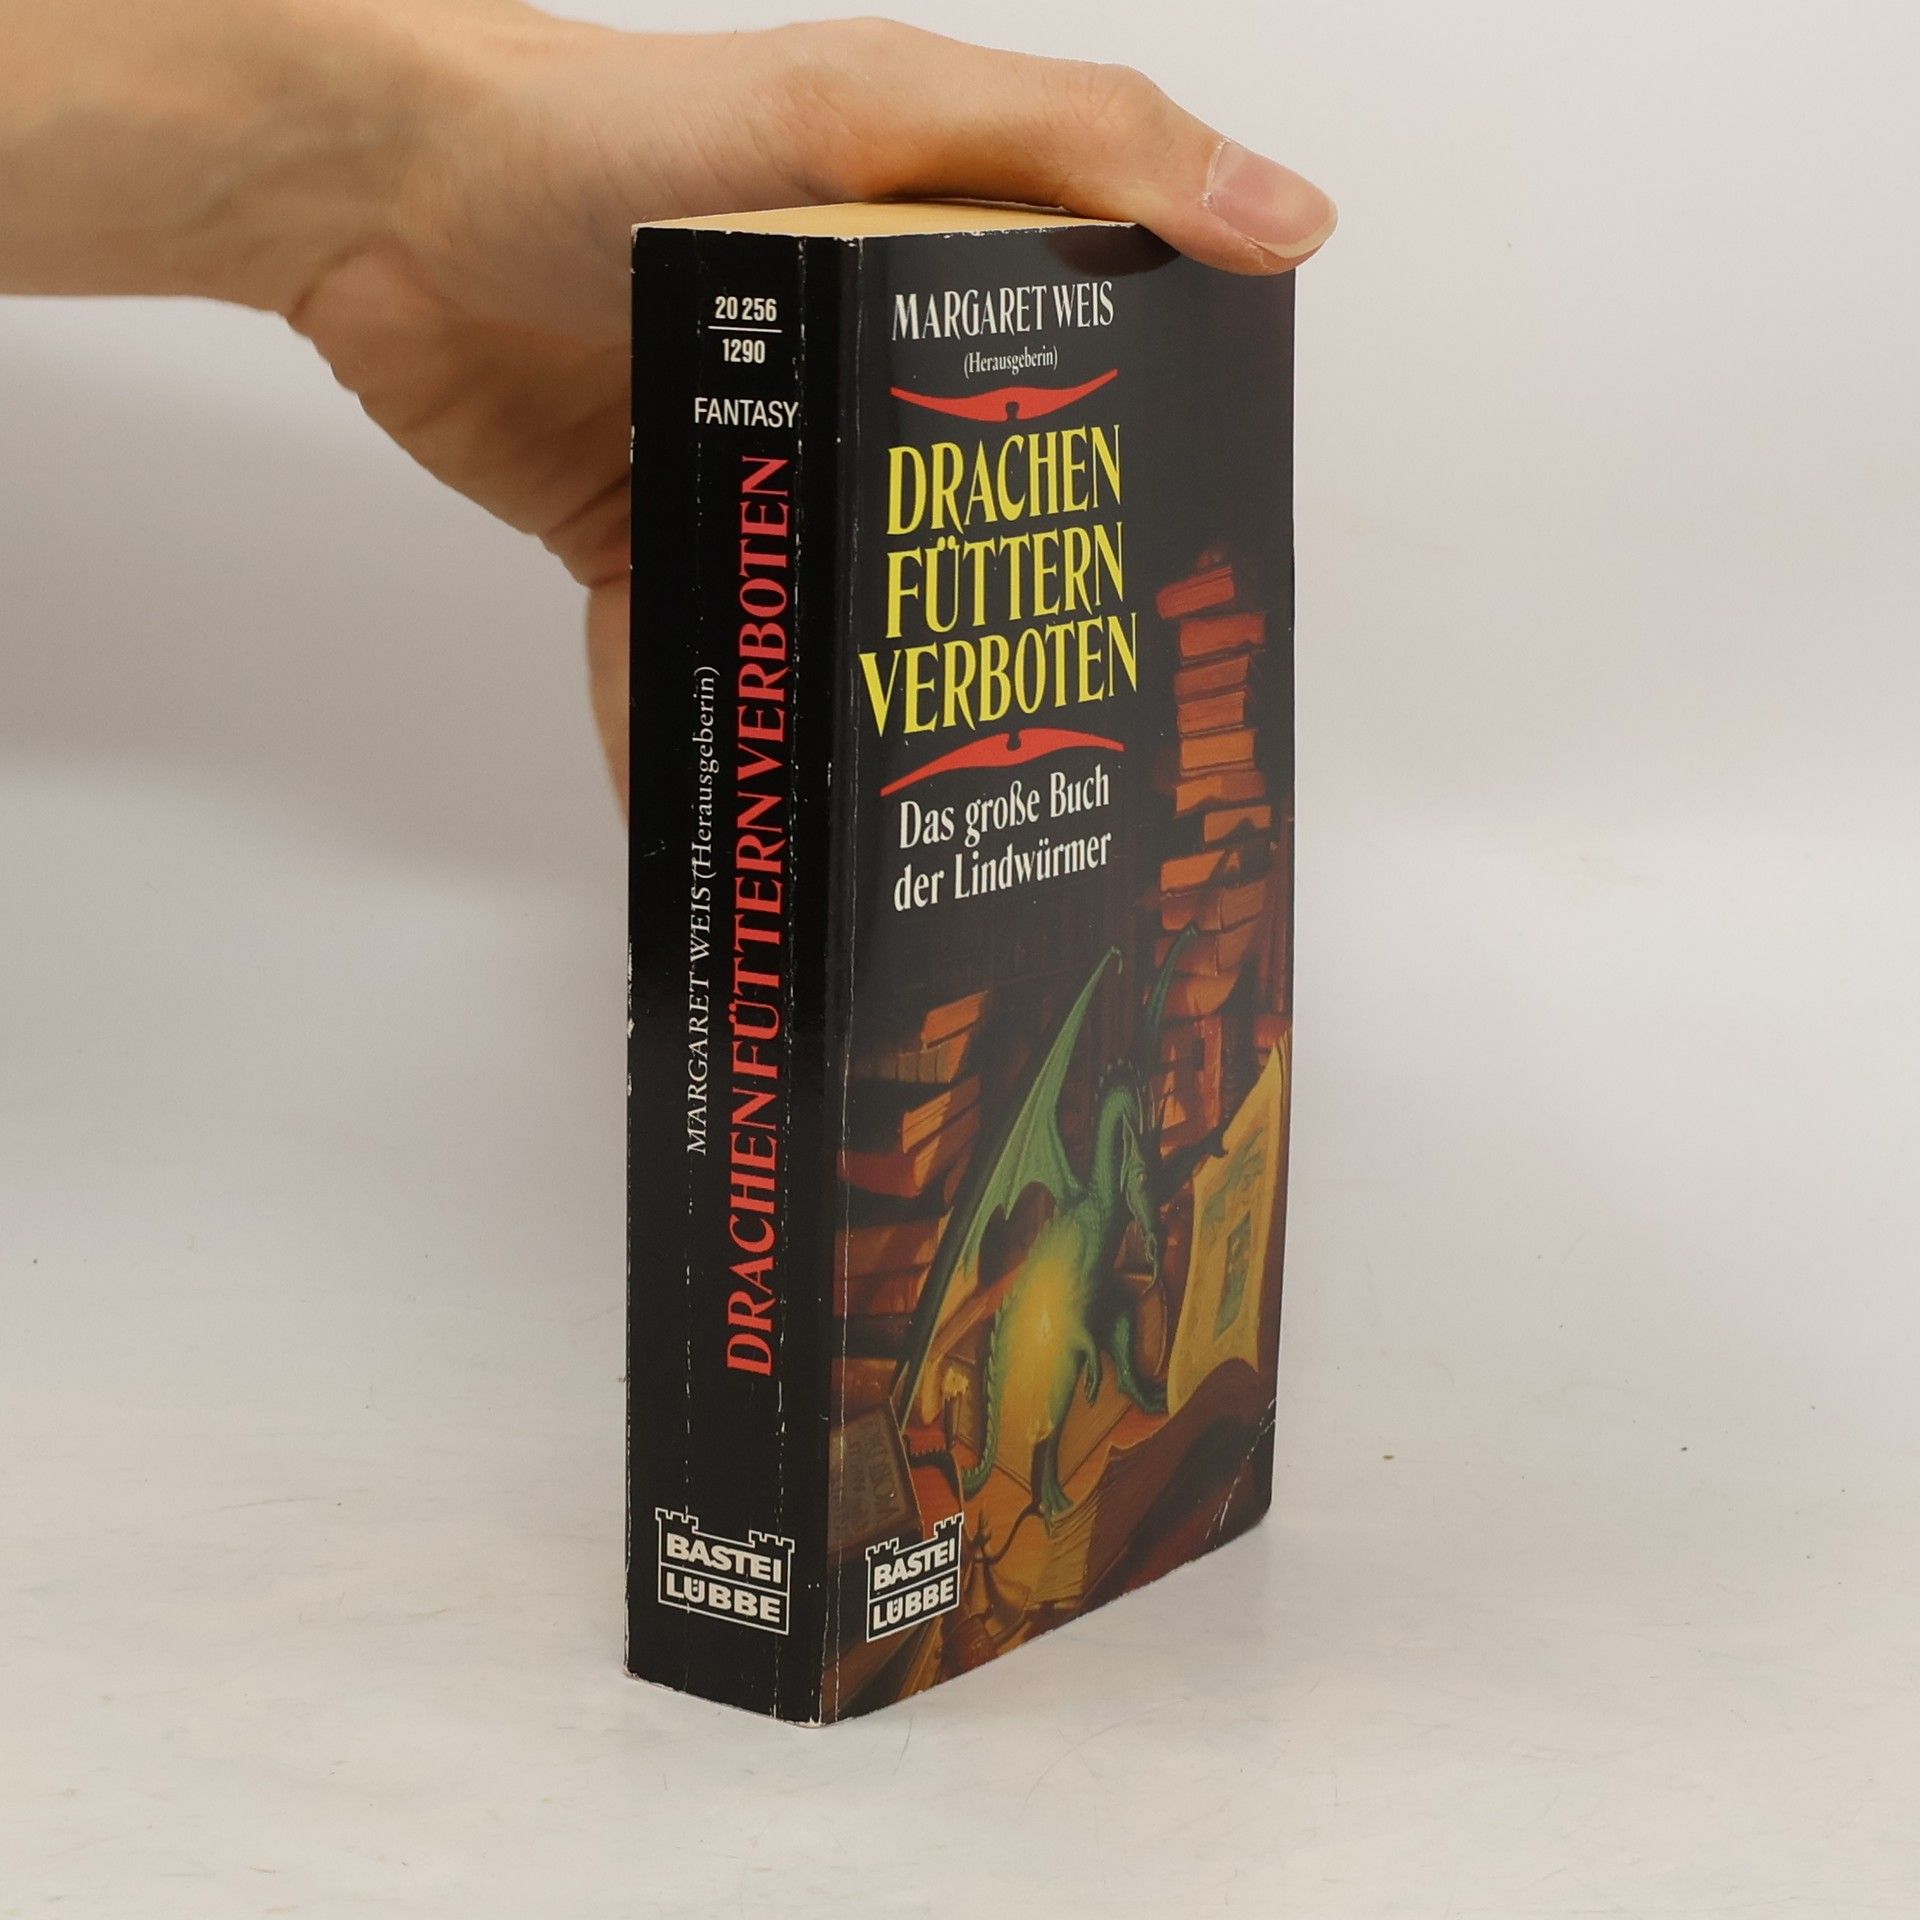 20 256
1290
FANTASY
MARGARET WEIS (Herausgeberin)
DRACHEN FÜTTERN VERBOTEN
BASTEI
LÜBBE
MARGARET WEIS
(Herausgeberin)
DRACHEN
FÜTTERN
VERBOTEN
Das große Buch
der Lindwürmer
BASTEI
LÜBBE